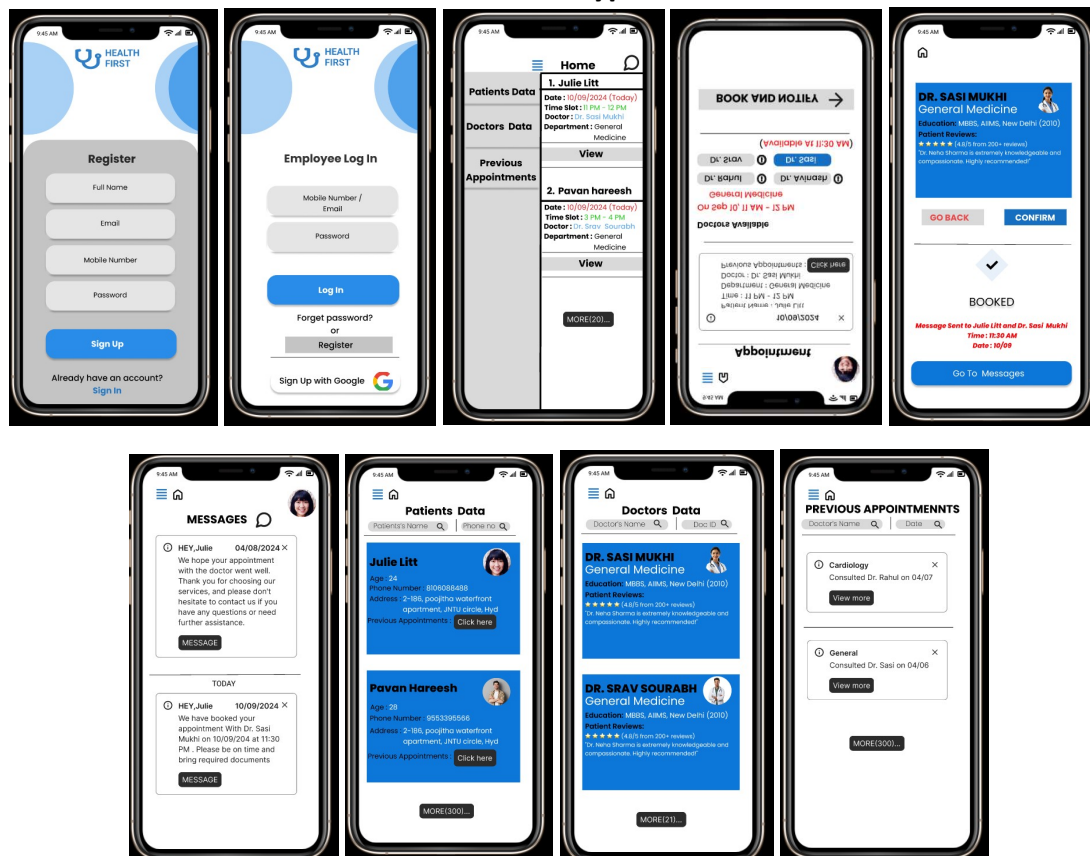 9:45 AM
HEALTH
FIRST
Register
Full Name
Email
Mobile Number
Password
Sign Up
Already have an account?
Sign In
9:45 AM
HEALTH
FIRST
Employee Log In
Mobile Number /
Email
Password
Log In
Forget password?
or
Register
Sign Up with Google
9:45 AM
Home
Patients Data
Doctors Data
Previous
Appointments
1. Julie Litt
Date : 10/09/2024 (Today)
Time Slot : 11 PM - 12 PM
Doctor : Dr. Sasi Mukhi
Department : General
Medicine
View
2. Pavan hareesh
Date : 10/09/2024 (Today)
Time Slot : 3 PM - 4 PM
Doctor : Dr. Srav Sourabh
Department : General
Medicine
View
MORE(20)...
9:45 AM
Appointment
10/09/2024
Patient Name : Julie Litt
Time : 11 PM - 12 PM
Department : General Medicine
Doctor : Dr. Sasi Mukhi
Previous Appointments : Click here
Doctors Available
On Sep 10, 11 AM - 12 PM
General Medicine
Dr. Rahul Dr. Avinash
Dr. Srav Dr. Sasi
(Available At 11:30 AM)
BOOK AND NOTIFY
9:45 AM
DR. SASI MUKHI
General Medicine
Education: MBBS, AIIMS, New Delhi (2010)
Patient Reviews:
★★★★★ (4.8/5 from 200+ reviews)
"Dr. Neha Sharma is extremely knowledgeable and
compassionate. Highly recommended!"
GO BACK CONFIRM
BOOKED
Message Sent to Julie Litt and Dr. Sasi Mukhi
Time : 11:30 AM
Date : 10/09
Go To Messages
9:45 AM
MESSAGES
HEY,Julie 04/08/2024
We hope your appointment
with the doctor went well.
Thank you for choosing our
services, and please don't
hesitate to contact us if you
have any questions or need
further assistance.
MESSAGE
TODAY
HEY,Julie 10/09/2024
We have booked your
appointment With Dr. Sasi
Mukhi on 10/09/204 at 11:30
PM . Please be on time and
bring required documents
MESSAGE
9:45 AM
Patients Data
Patients's Name Phone no.
Julie Litt
Age : 24
Phone Number : 8106088488
Address : 2-186, poojitha waterfront
apartment, JNTU circle, Hyd
Previous Appointments : Click here
Pavan Hareesh
Age : 28
Phone Number : 9553395566
Address : 2-186, poojitha waterfront
apartment, JNTU circle, Hyd
Previous Appointments : Click here
MORE(300)...
9:45 AM
Doctors Data
Doctor's Name Doc ID
DR. SASI MUKHI
General Medicine
Education: MBBS, AIIMS, New Delhi (2010)
Patient Reviews:
★★★★★ (4.8/5 from 200+ reviews)
"Dr. Neha Sharma is extremely knowledgeable and
compassionate. Highly recommended!"
DR. SRAV SOURABH
General Medicine
Education: MBBS, AIIMS, New Delhi (2010)
Patient Reviews:
★★★★★ (4.8/5 from 200+ reviews)
"Dr. Neha Sharma is extremely knowledgeable and
compassionate. Highly recommended!"
MORE(21)...
9:45 AM
PREVIOUS APPOINTMENNTS
Doctor's Name Date
Cardiology
Consulted Dr. Rahul on 04/07
View more
General
Consulted Dr. Sasi on 04/06
View more
MORE(300)...